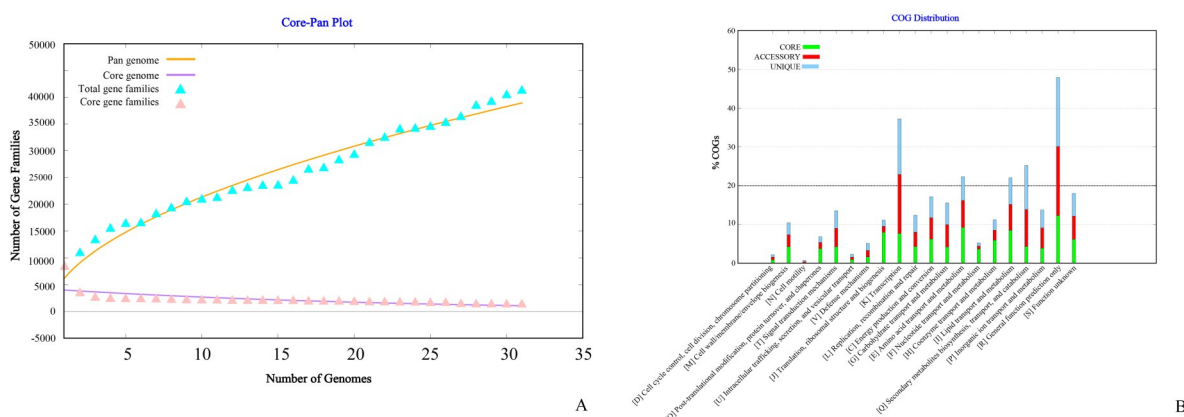 Core-Pan Plot
50000
40000
35000
30000
25000
20000
15000
10000
5000
0
-5000
Number of Gene Families
Pan genome
Core genome
Total gene families
Core gene families
5
10
15
20
25
30
35
Number of Genomes
A
COG Distribution
60
50
40
30
20
10
0
% COGs
CORE
ACCESSORY
UNIQUE
[D] Cell cycle control, cell division, chromosome partitioning
[M] Cell wall/membrane/envelope biogenesis
[N] Cell motility
[O] Post-translational modification, protein turnover, and chaperones
[T] Signal transduction mechanisms
[U] Intracellular trafficking, secretion, and vesicular transport
[V] Defense mechanisms
[J] Translation, ribosomal structure and biogenesis
[K] Transcription
[L] Replication, recombination and repair
[C] Energy production and conversion
[G] Carbohydrate transport and metabolism
[E] Amino acid transport and metabolism
[F] Nucleotide transport and metabolism
[H] Coenzyme transport and metabolism
[I] Lipid transport and metabolism
[Q] Secondary metabolites biosynthesis, transport, and catabolism
[P] Inorganic ion transport and metabolism
[R] General function prediction only
[S] Function unknown
B